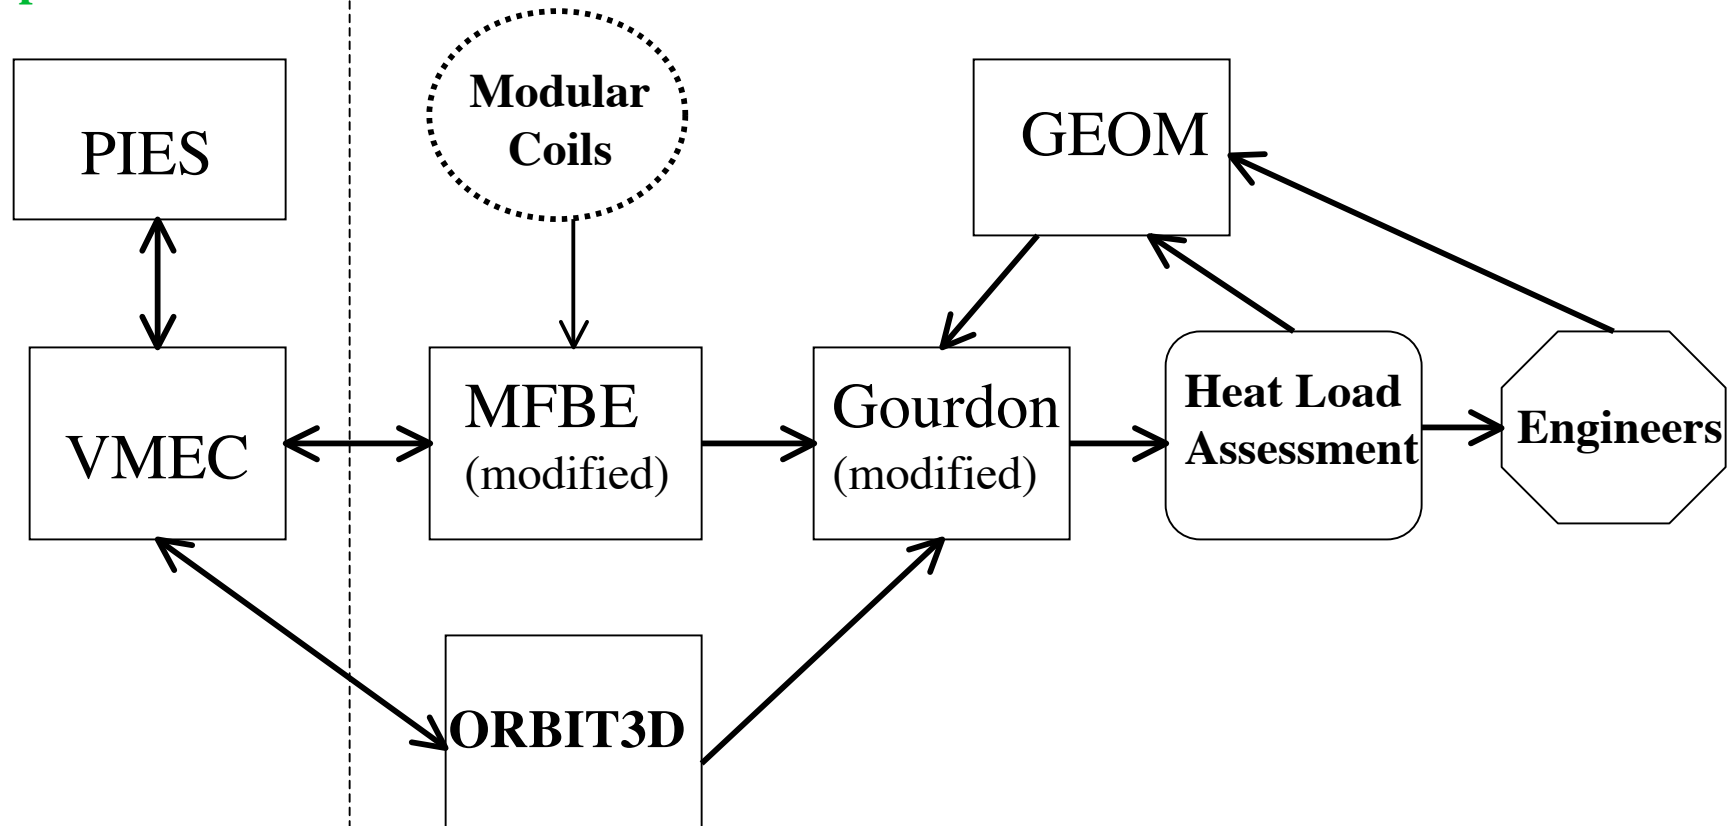 PIES
Modular
Coils
GEOM
VMEC
MFBE
(modified)
Gourdon
(modified)
Heat Load
Assessment
Engineers
ORBIT3D